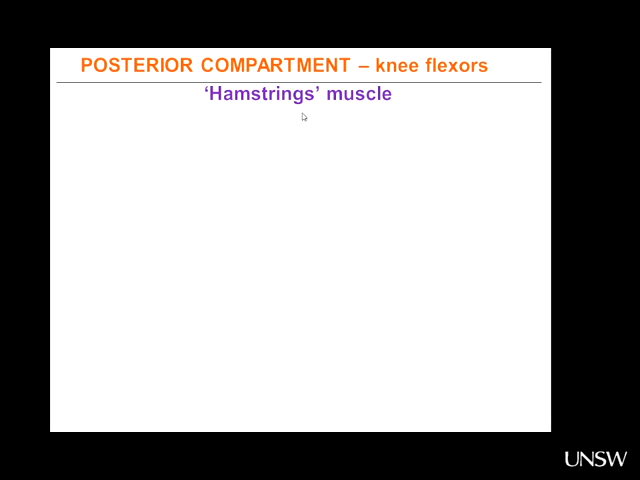 POSTERIOR COMPARTMENT – knee flexors
‘Hamstrings’ muscle
UNSW